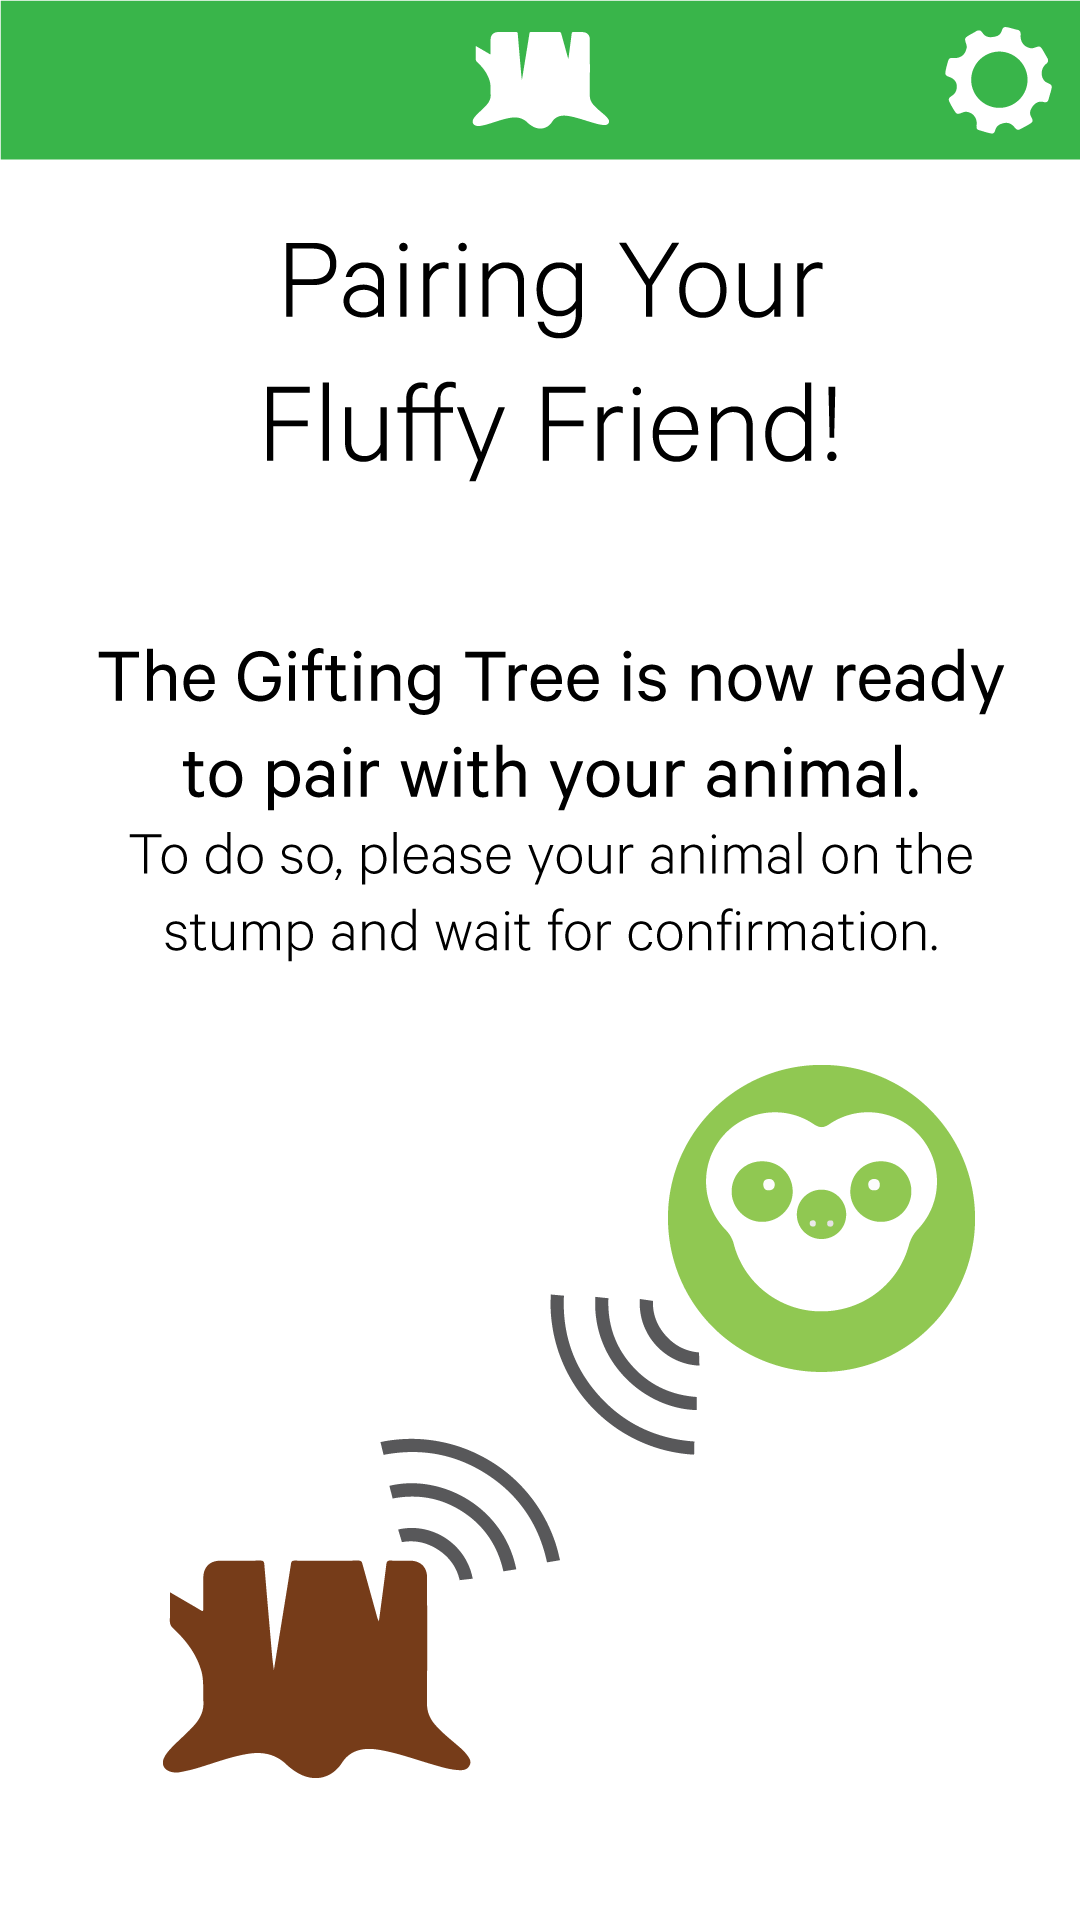 Pairing Your
Fluffy Friend!
The Gifting Tree is now ready
to pair with your animal.
To do so, please your animal on the
stump and wait for confirmation.